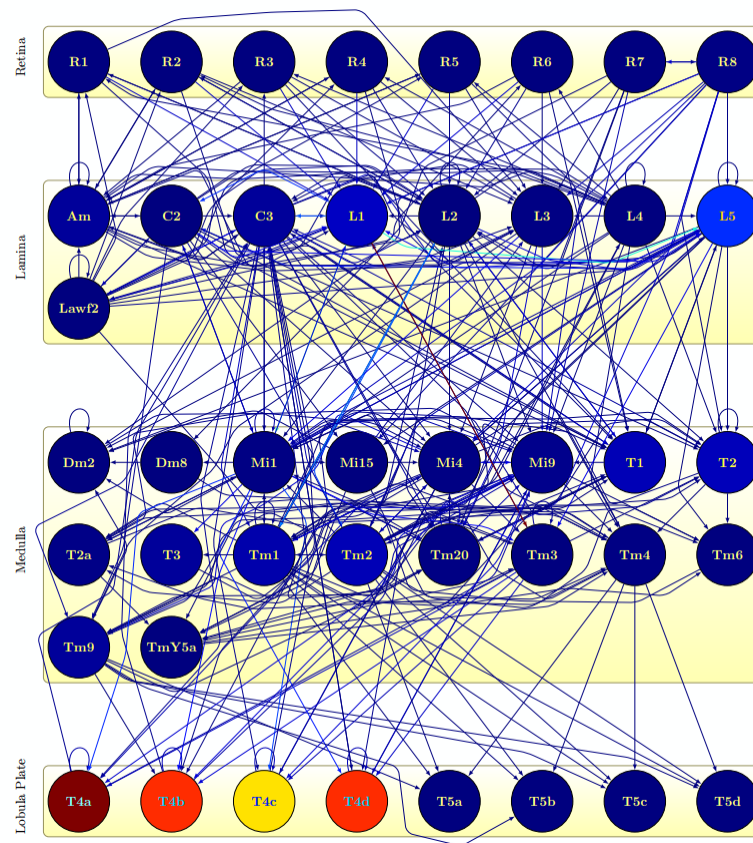 Retina
R1 R2 R3 R4 R5 R6 R7 R8
Lamina
Am C2 C3 L1 L2 L3 L4 L5
Lawf2
Medulla
Dm2 Dm8 Mi1 Mi15 Mi4 Mi9 T1 T2
T2a T3 Tm1 Tm2 Tm20 Tm3 Tm4 Tm6
Tm9 TmY5a
Lobula Plate
T4a T4b T4c T4d T5a T5b T5c T5d